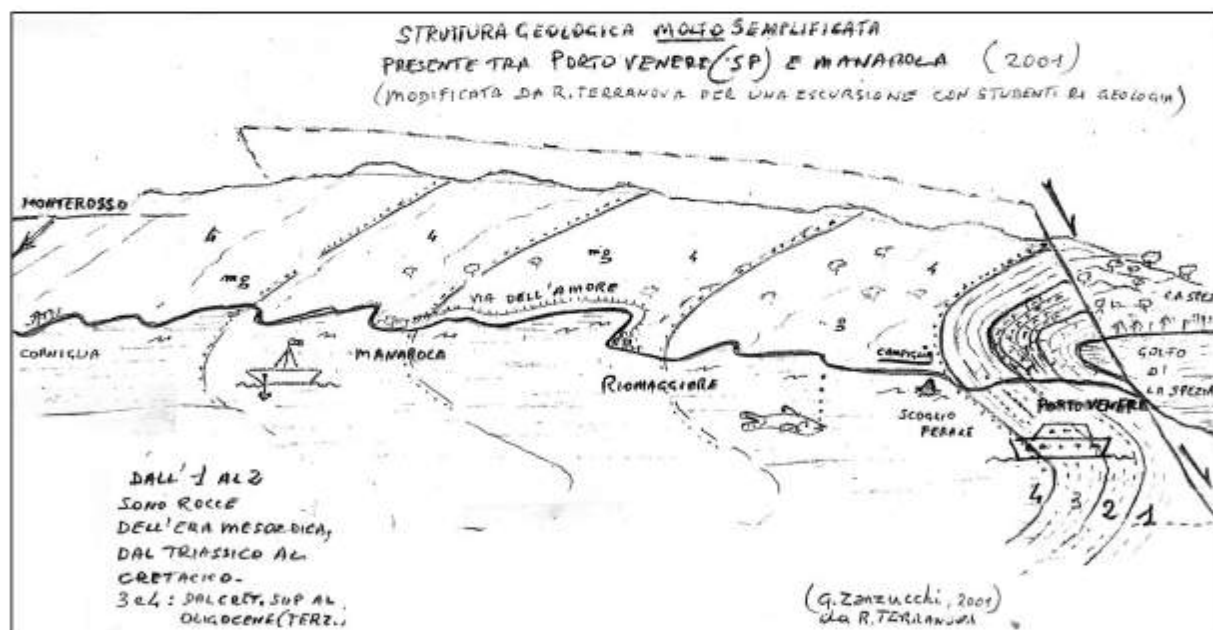 STRUTTURA GEOLOGICA MOLTO SEMPLIFICATA
PRESENTE TRA PORTO VENERE (SP) E MANAROLA (2001)
(MODIFICATA DA R. TERRANOVA PER UNA ESCURSIONE CON STUDENTI DI GEOLOGIA)
MONTEROSSO
4
mg
4
mg
4
VIA DELL'AMORE
3
4
CORNIGLIA
MANAROLA
RIOMAGGIORE
CAMPIGLIA
SCOGLIO
FERALE
PORTO VENERE
LA SPEZIA
GOLFO
DI
LA SPEZIA
4 3 2 1
DALL'1 AL 2
SONO ROCCE
DELL'ERA MESOZOICA,
DAL TRIASSICO AL
CRETACICO.
3 e 4: DAL CRET. SUP AL
OLIGOCENE (TERZ.)
(G. Zanzucchi, 2001)
da R. TERRANOVA